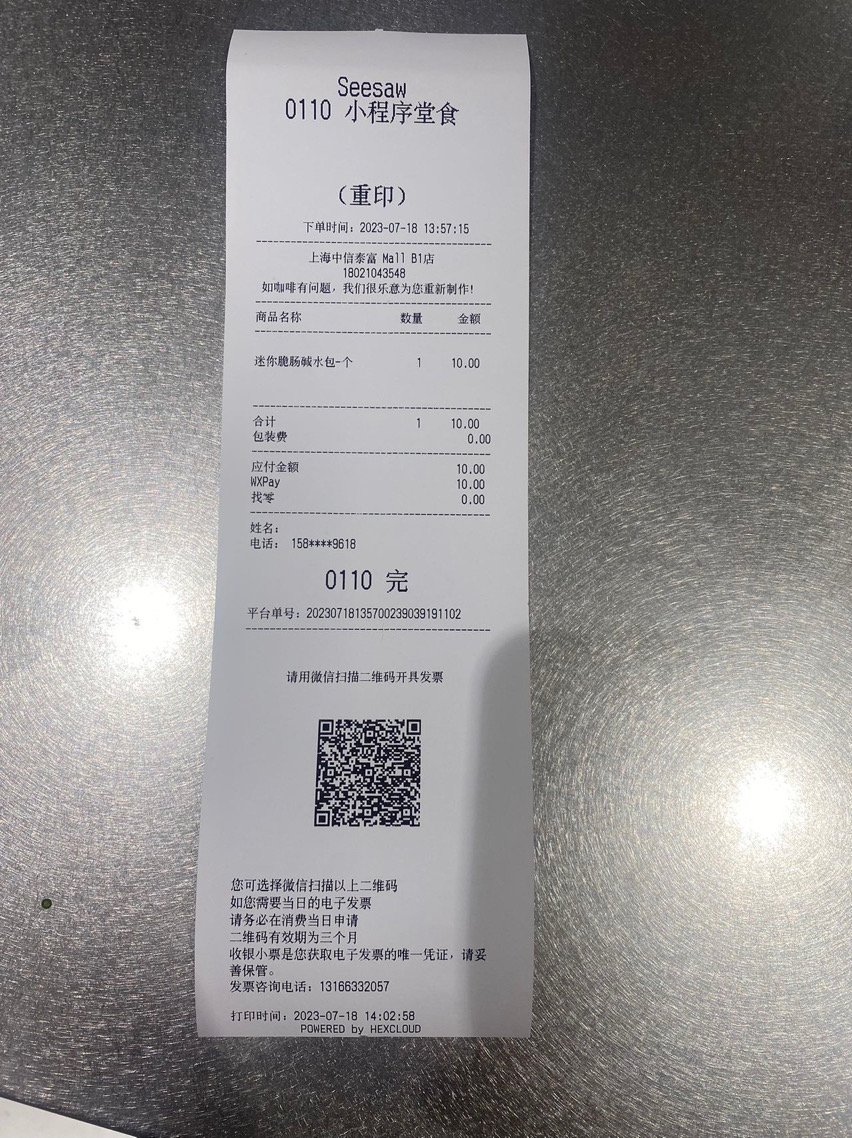 Seesaw
0110 小程序堂食
(重印)
下单时间：2023-07-18 13:57:15
上海中信泰富 Mall B1店
18021043548
如咖啡有问题，我们很乐意为您重新制作!
商品名称 数量 金额
迷你脆肠碱水包-个 1 10.00
合计 1 10.00
包装费 0.00
应付金额 10.00
WXPay 10.00
找零 0.00
姓名：
电话： 158****9618
0110 完
平台单号：20230718135700239039191102
请用微信扫描二维码开具发票
您可选择微信扫描以上二维码
如您需要当日的电子发票
请务必在消费当日申请
二维码有效期为三个月
收银小票是您获取电子发票的唯一凭证，请妥
善保管。
发票咨询电话：13166332057
打印时间：2023-07-18 14:02:58
POWERED by HEXCLOUD